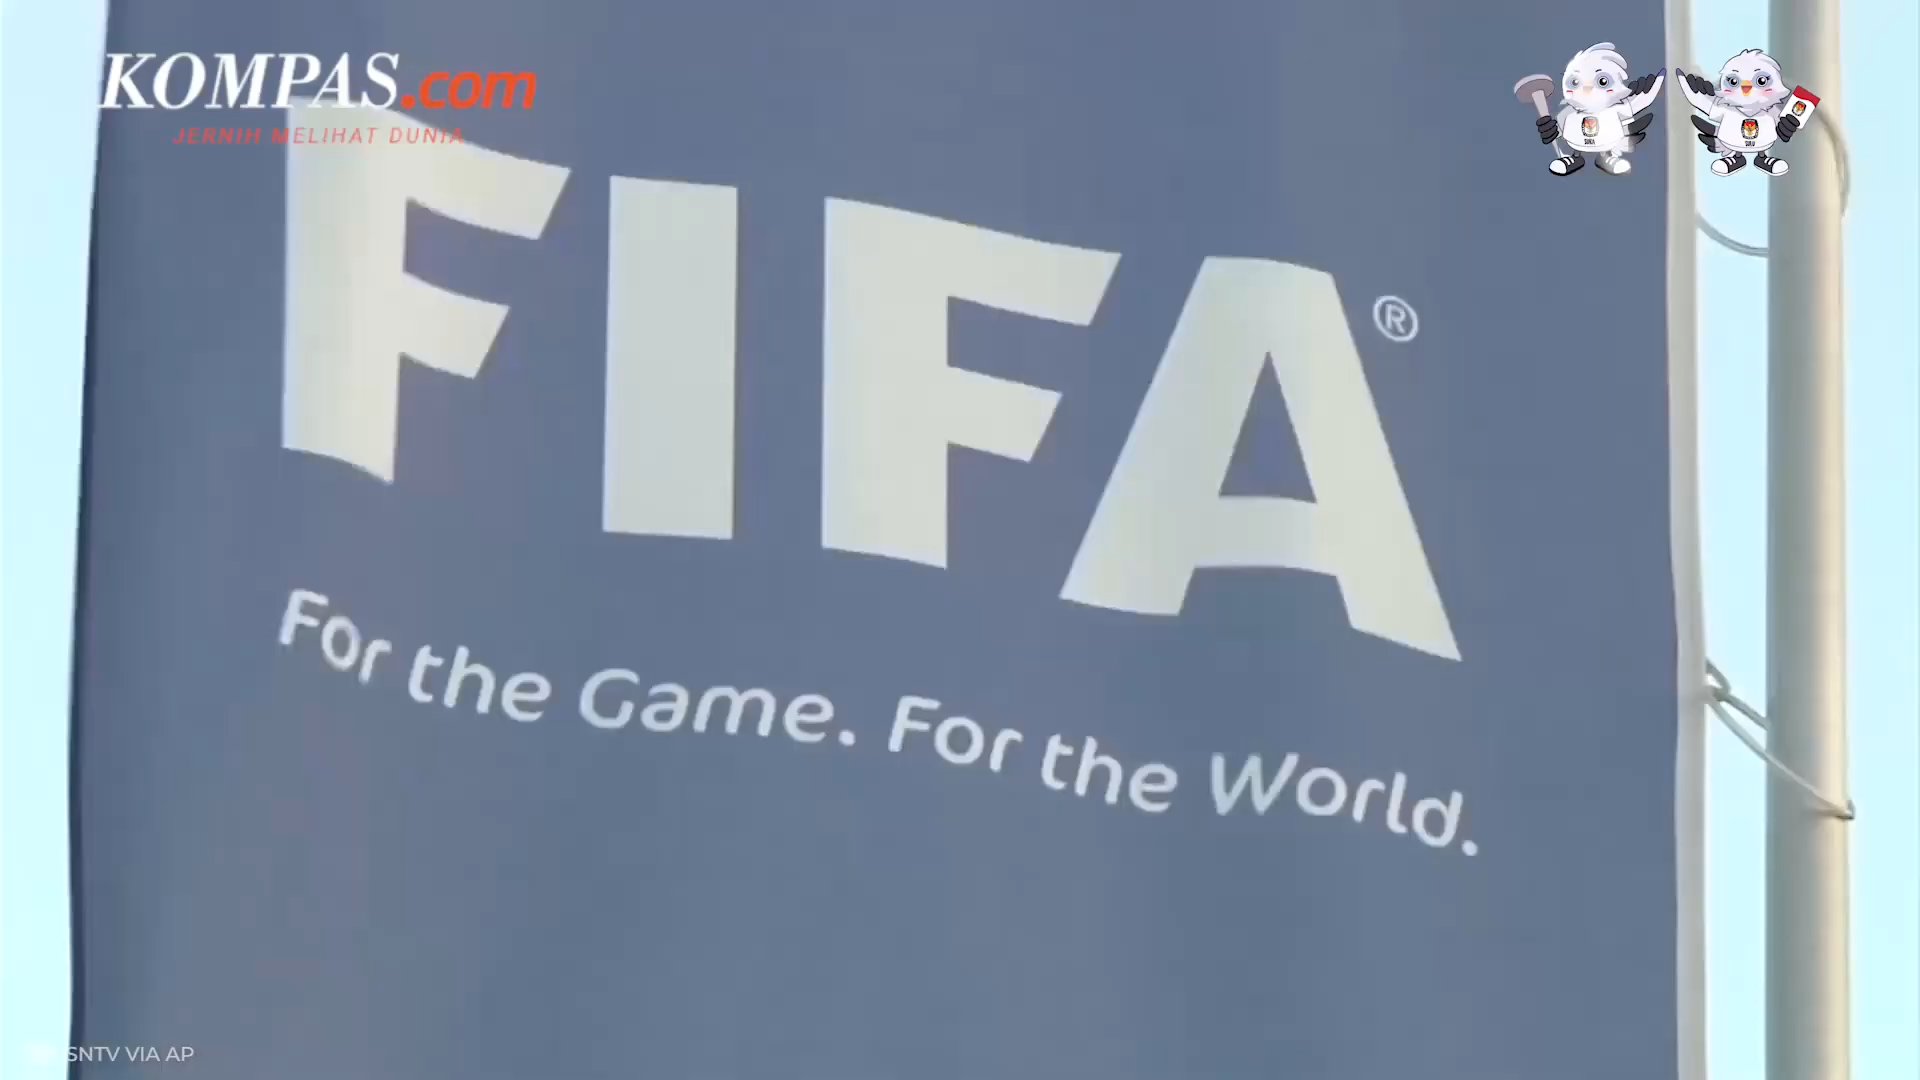 KOMPAS.com
JERNIH MELIHAT DUNIA
FIFA®
For the Game. For the World.
SNTV VIA AP